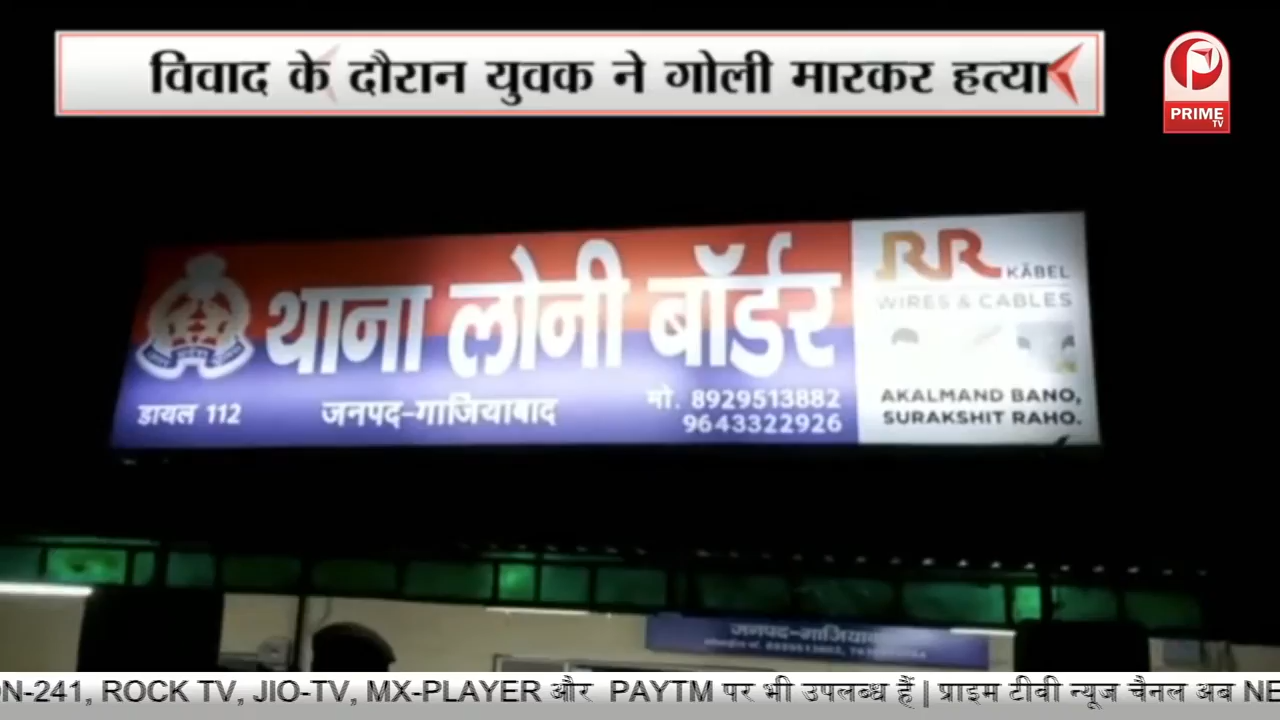 विवाद के दौरान युवक ने गोली मारकर हत्या
PRIME
TV
थाना लोनी बॉर्डर
डायल 112
जनपद-गाजियाबाद
मो. 8929513882
9643322926
RR
KABEL
WIRES & CABLES
AKALMAND BANO,
SURAKSHIT RAHO.
जनपद-गाजियाबाद
ON-241, ROCK TV, JIO-TV, MX-PLAYER और PAYTM पर भी उपलब्ध हैं | प्राइम टीवी न्यूज चैनल अब NE